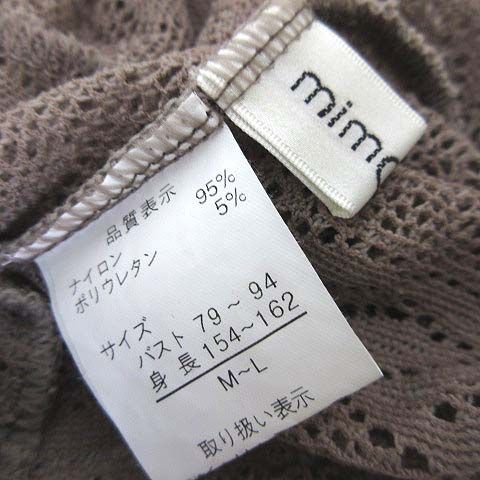 mimo
品質表示
ナイロン 95%
ポリウレタン 5%
サイズ
バスト 79～94
身長 154～162
M～L
取り扱い表示